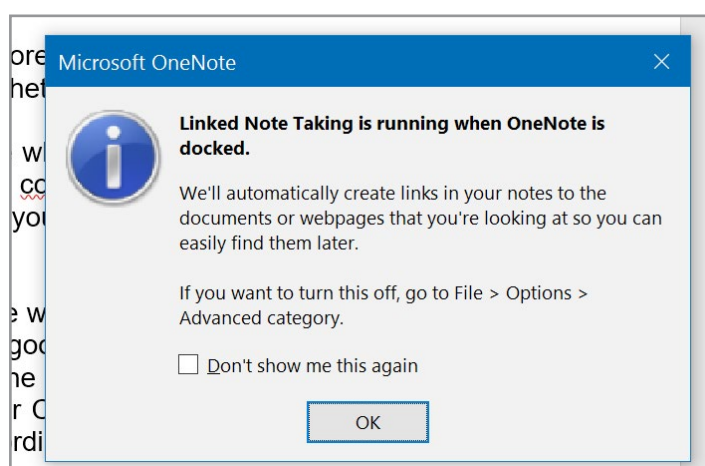 Microsoft OneNote
Linked Note Taking is running when OneNote is
docked.
We'll automatically create links in your notes to the
documents or webpages that you're looking at so you can
easily find them later.
If you want to turn this off, go to File > Options >
Advanced category.
Don't show me this again
OK